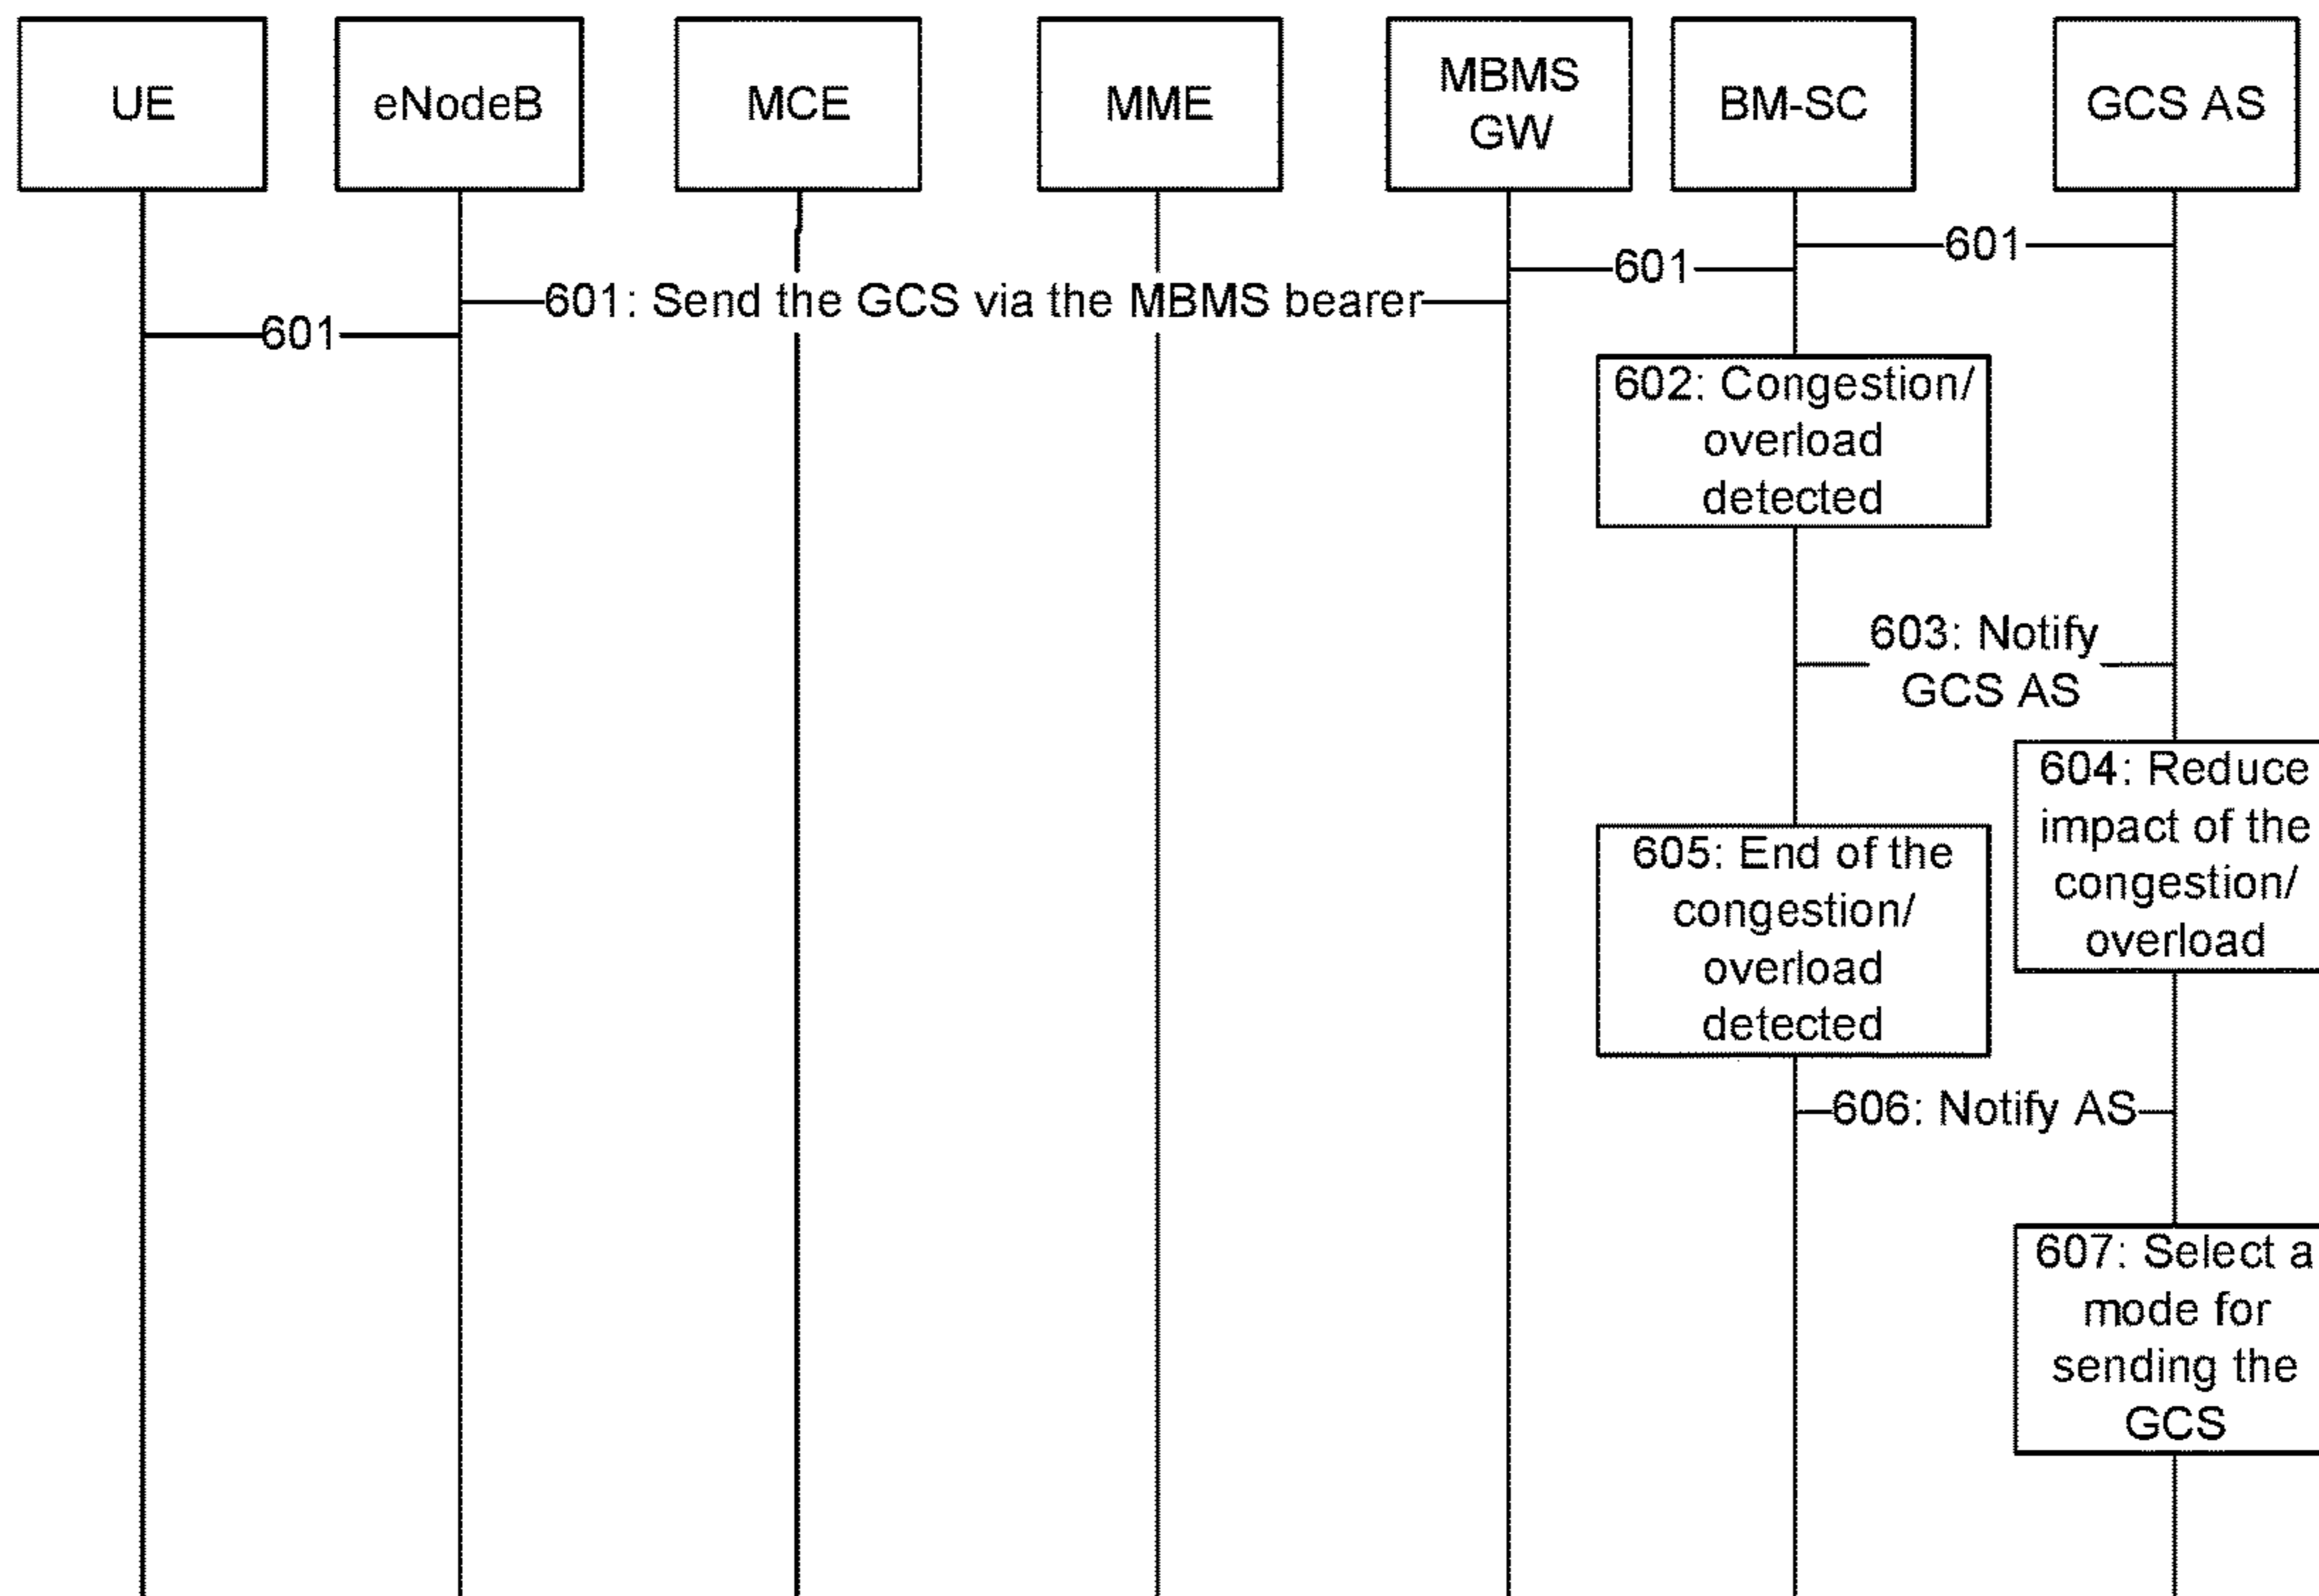 UE
eNodeB
MCE
MME
MBMS
GW
BM-SC
GCS AS
601
601
601: Send the GCS via the MBMS bearer
601
602: Congestion/
overload
detected
603: Notify
GCS AS
604: Reduce
impact of the
congestion/
overload
605: End of the
congestion/
overload
detected
606: Notify AS
607: Select a
mode for
sending the
GCS